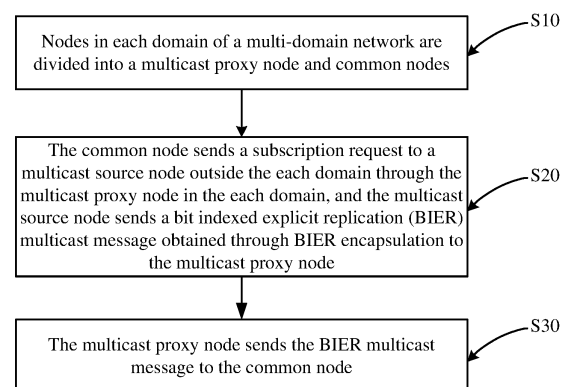 Nodes in each domain of a multi-domain network are
divided into a multicast proxy node and common nodes
S10
The common node sends a subscription request to a
multicast source node outside the each domain through the
multicast proxy node in the each domain, and the multicast
source node sends a bit indexed explicit replication (BIER)
multicast message obtained through BIER encapsulation to
the multicast proxy node
S20
The multicast proxy node sends the BIER multicast
message to the common node
S30